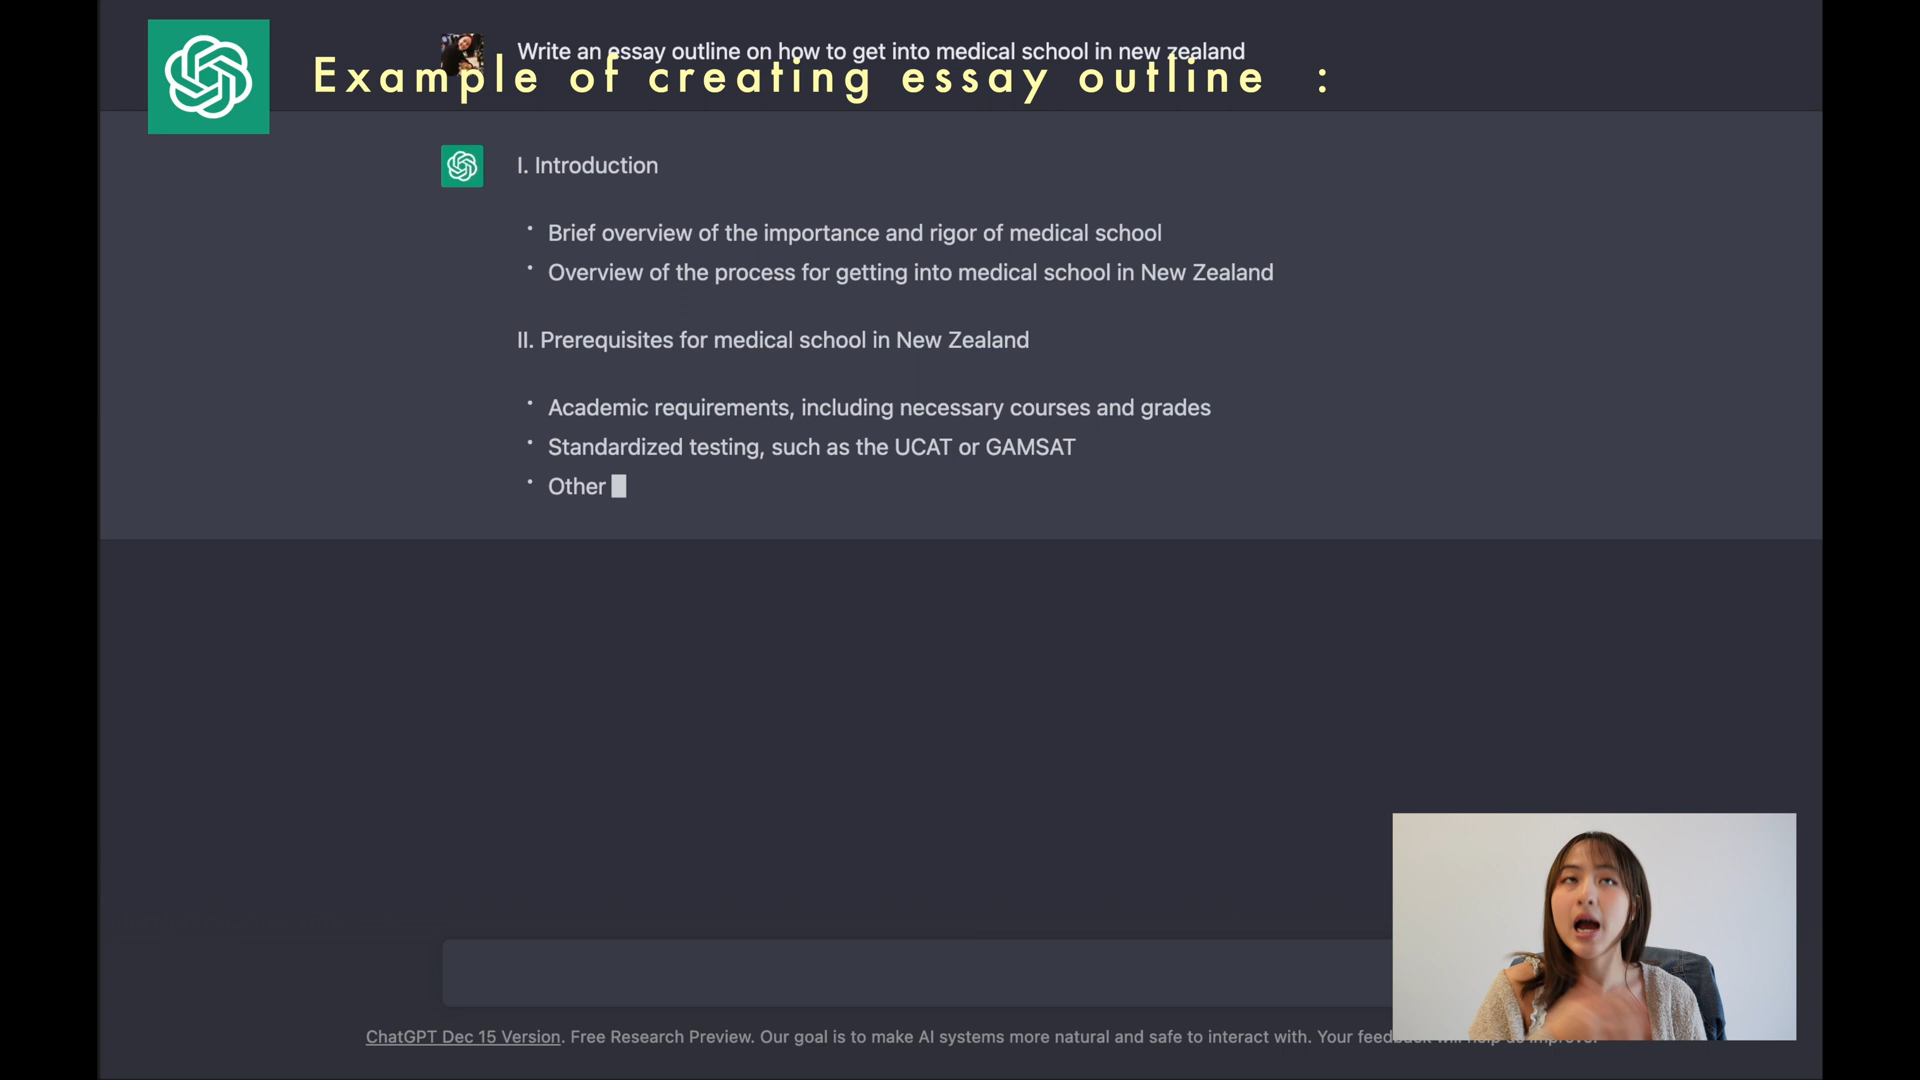 Write an essay outline on how to get into medical school in new zealand
Example of creating essay outline :
I. Introduction
• Brief overview of the importance and rigor of medical school
• Overview of the process for getting into medical school in New Zealand
II. Prerequisites for medical school in New Zealand
• Academic requirements, including necessary courses and grades
• Standardized testing, such as the UCAT or GAMSAT
• Other
ChatGPT Dec 15 Version. Free Research Preview. Our goal is to make AI systems more natural and safe to interact with. Your